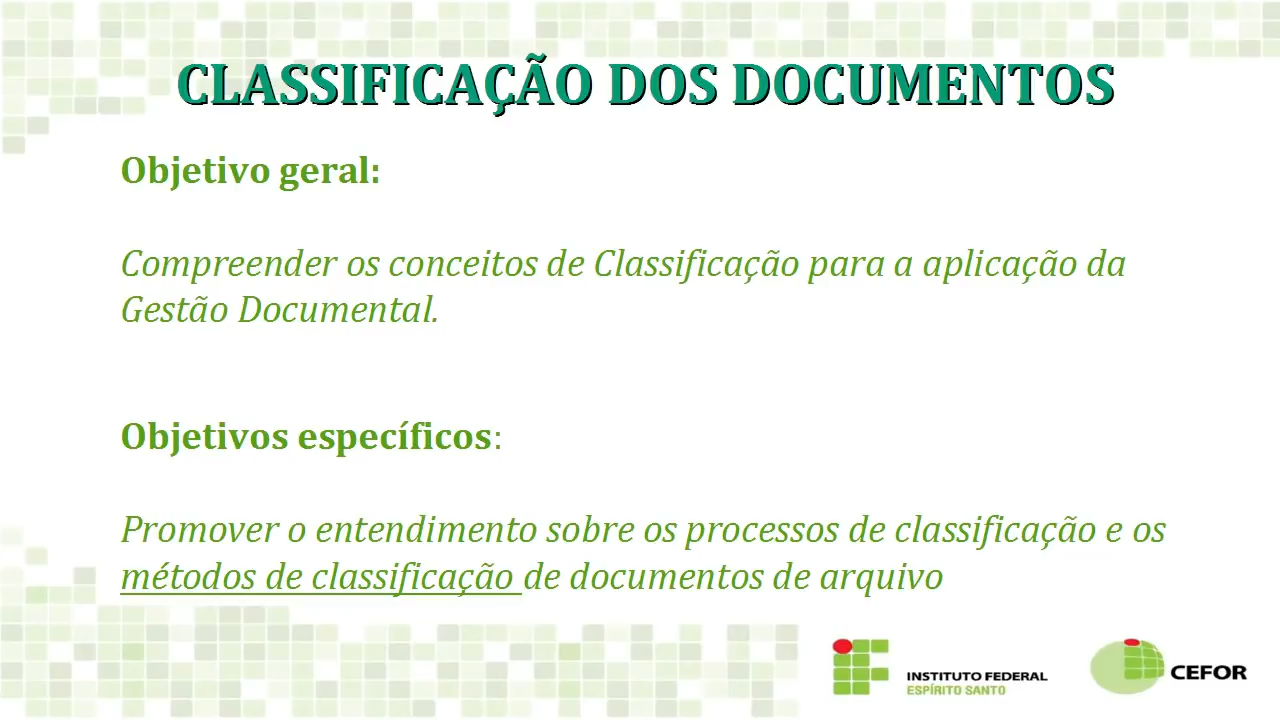 CLASSIFICAÇÃO DOS DOCUMENTOS
Objetivo geral:
Compreender os conceitos de Classificação para a aplicação da
Gestão Documental.
Objetivos específicos:
Promover o entendimento sobre os processos de classificação e os
métodos de classificação de documentos de arquivo
INSTITUTO FEDERAL
ESPÍRITO SANTO
CEFOR